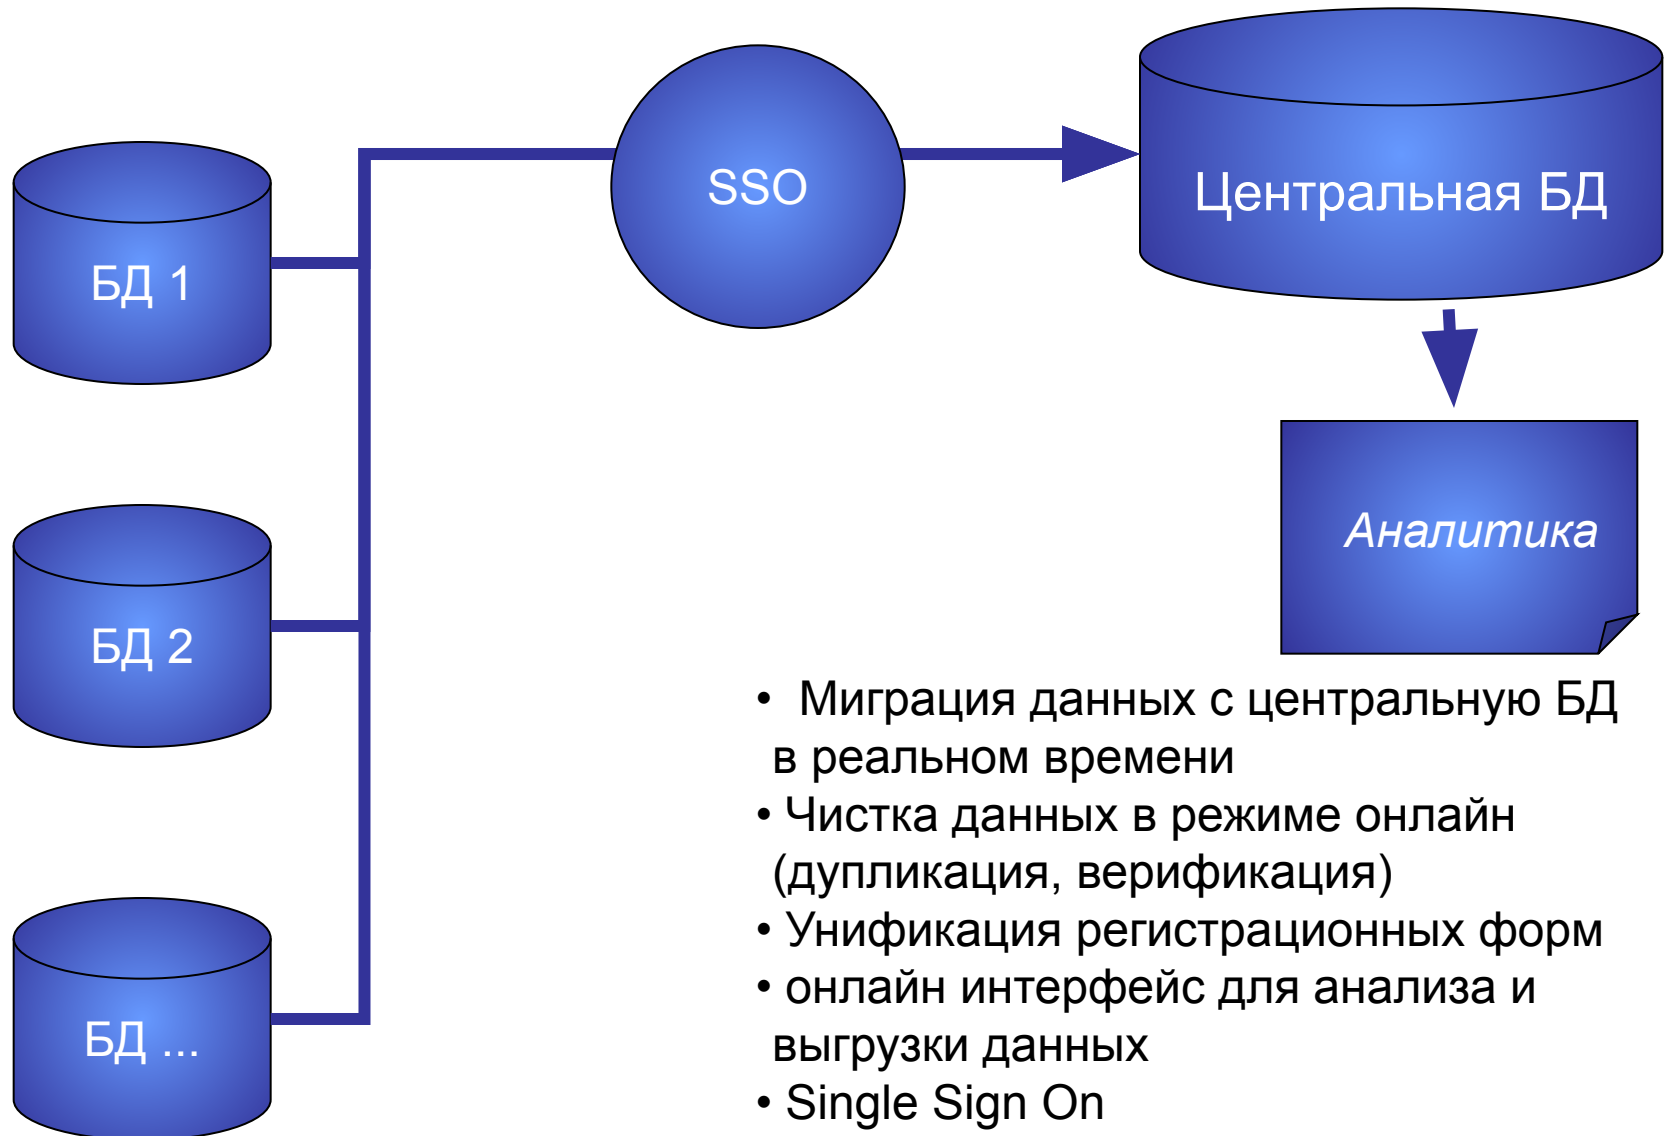 SSO
Центральная БД
БД 1
Аналитика
БД 2
БД ...
• Миграция данных с центральную БД
в реальном времени
• Чистка данных в режиме онлайн
(дупликация, верификация)
• Унификация регистрационных форм
• онлайн интерфейс для анализа и
выгрузки данных
• Single Sign On